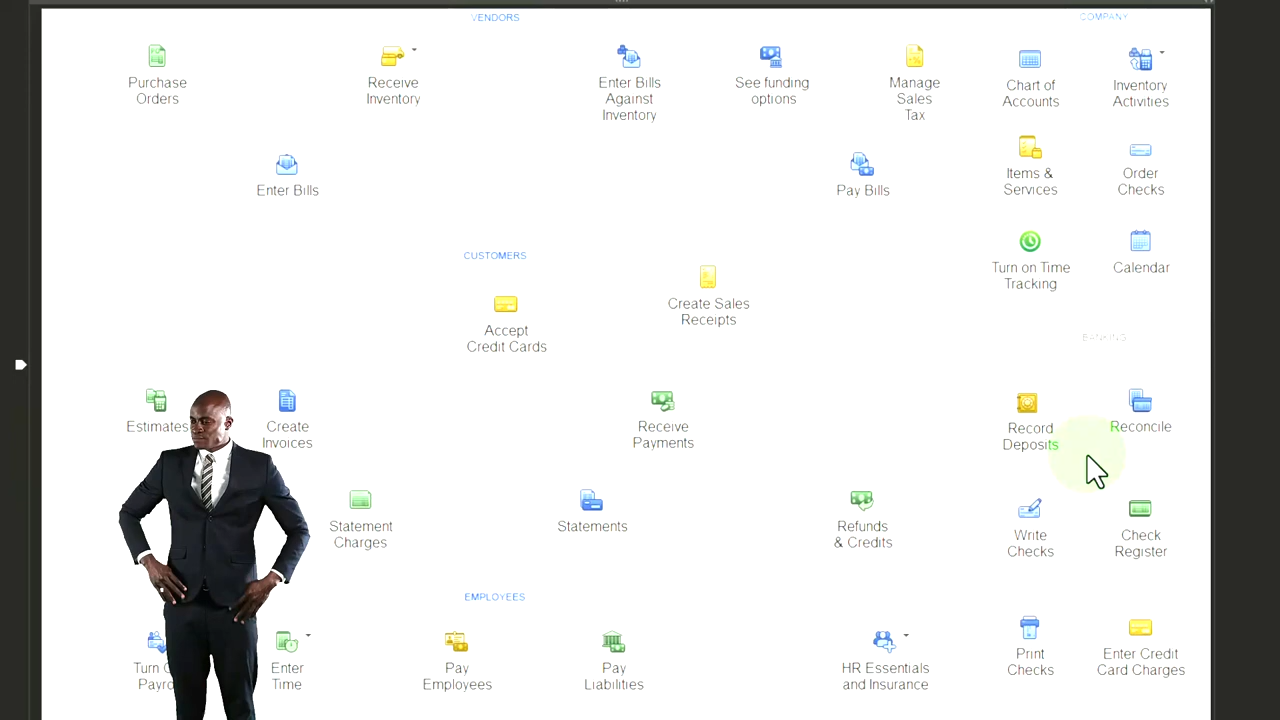 VENDORS
COMPANY
Purchase
Orders
Receive
Inventory
Enter Bills
Against
Inventory
See funding
options
Manage
Sales
Tax
Chart of
Accounts
Inventory
Activities
Enter Bills
Pay Bills
Items &
Services
Order
Checks
CUSTOMERS
Turn on Time
Tracking
Calendar
Accept
Credit Cards
Create Sales
Receipts
BANKING
Estimates
Create
Invoices
Receive
Payments
Record
Deposits
Reconcile
Statement
Charges
Statements
Refunds
& Credits
Write
Checks
Check
Register
EMPLOYEES
Turn
Enter
Time
Pay
Employees
Pay
Liabilities
HR Essentials
and Insurance
Print
Checks
Enter Credit
Card Charges